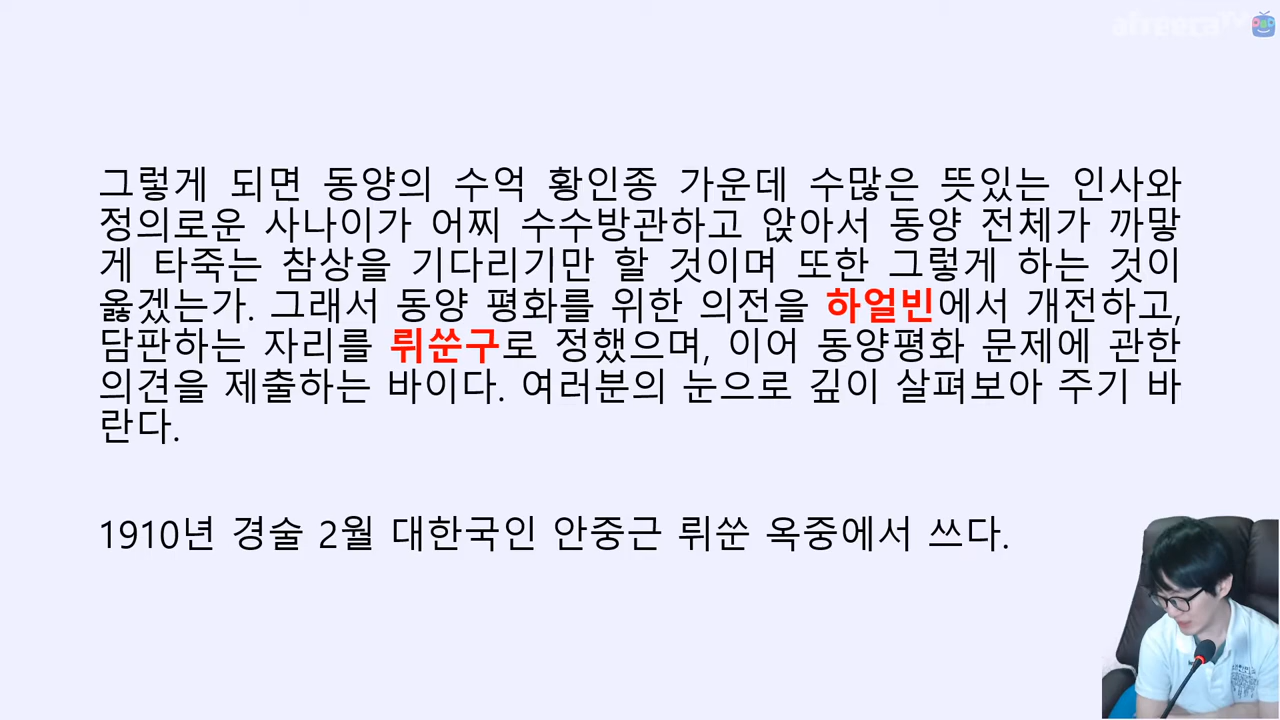 afreecaTV
그렇게 되면 동양의 수억 황인종 가운데 수많은 뜻있는 인사와
정의로운 사나이가 어찌 수수방관하고 앉아서 동양 전체가 까맣
게 타죽는 참상을 기다리기만 할 것이며 또한 그렇게 하는 것이
옳겠는가. 그래서 동양 평화를 위한 의전을 하얼빈에서 개전하고,
담판하는 자리를 뤼쑨구로 정했으며, 이어 동양평화 문제에 관한
의견을 제출하는 바이다. 여러분의 눈으로 깊이 살펴보아 주기 바
란다.
1910년 경술 2월 대한국인 안중근 뤼쑨 옥중에서 쓰다.